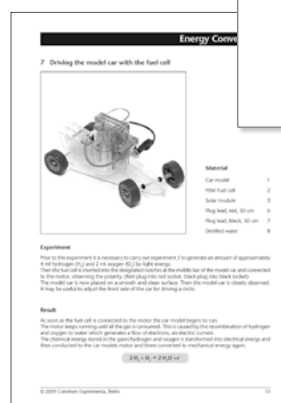 Energy Conve
7 Driving the model car with the fuel cell
Material
Car model 1
PEM fuel cell 2
Solar module 3
Plug lead, red, 30 cm 6
Plug lead, black, 30 cm 7
Distilled water 8
Experiment
Prior to this experiment it is necessary to carry out experiment 2 to generate an amount of approximately
4 ml hydrogen (H₂) and 2 ml oxygen (O₂) by light energy.
Then the fuel cell is inserted into the designated notches at the middle bar of the model car and connected
to the motor, observing the polarity. (Red plug into red socket, black plug into black socket)
The model car is now placed on a smooth and clean surface. Then the model car is closely observed.
It may be useful to adjust the front axle of the car for driving a circle.
Result
As soon as the fuel cell is connected to the motor the car model begins to run.
The motor keeps running until all the gas is consumed. This is caused by the recombination of hydrogen
and oxygen to water which generates a flow of electrons, an electric current.
The chemical energy stored in the gases hydrogen and oxygen is transformed into electrical energy and
then conducted to the car models motor and there converted to mechanical energy again.
2 H₂ + O₂ = 2 H₂O +e
© 2009 Cornelsen Experimenta, Berlin